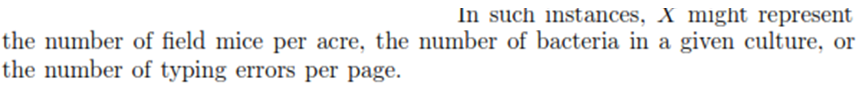 In such instances, X might represent
the number of field mice per acre, the number of bacteria in a given culture, or
the number of typing errors per page.